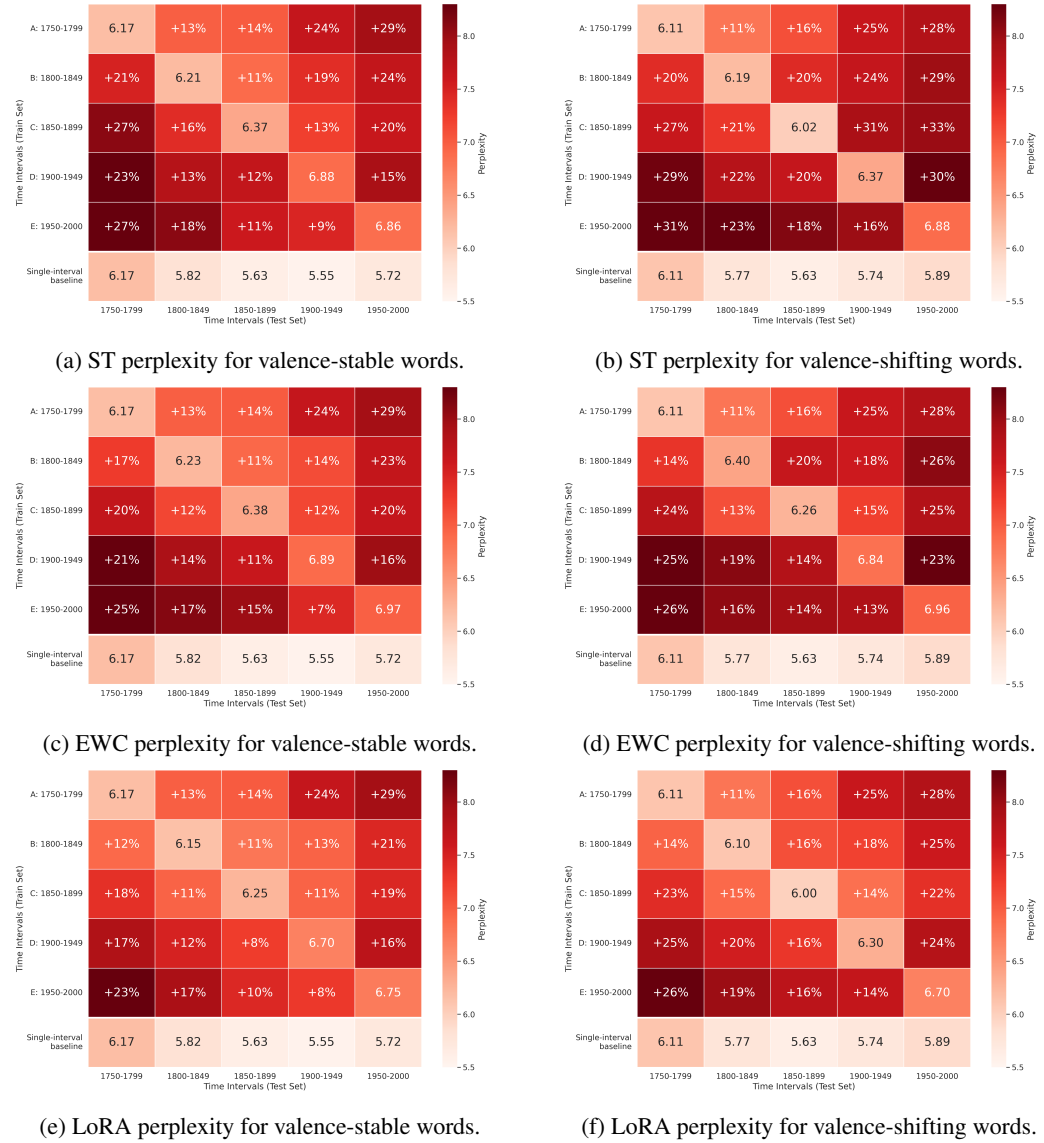 Time Intervals (Train Set)
A: 1750-1799 6.17 +13% +14% +24% +29%
B: 1800-1849 +21% 6.21 +11% +19% +24%
C: 1850-1899 +27% +16% 6.37 +13% +20%
D: 1900-1949 +23% +13% +12% 6.88 +15%
E: 1950-2000 +27% +18% +11% +9% 6.86
Single-interval
baseline 6.17 5.82 5.63 5.55 5.72
1750-1799 1800-1849 1850-1899 1900-1949 1950-2000
Time Intervals (Test Set)
8.0
7.5
7.0
6.5
6.0
5.5
Perplexity
(a) ST perplexity for valence-stable words.
Time Intervals (Train Set)
A: 1750-1799 6.11 +11% +16% +25% +28%
B: 1800-1849 +20% 6.19 +20% +24% +29%
C: 1850-1899 +27% +21% 6.02 +31% +33%
D: 1900-1949 +29% +22% +20% 6.37 +30%
E: 1950-2000 +31% +23% +18% +16% 6.88
Single-interval
baseline 6.11 5.77 5.63 5.74 5.89
1750-1799 1800-1849 1850-1899 1900-1949 1950-2000
Time Intervals (Test Set)
8.0
7.5
7.0
6.5
6.0
5.5
Perplexity
(b) ST perplexity for valence-shifting words.
Time Intervals (Train Set)
A: 1750-1799 6.17 +13% +14% +24% +29%
B: 1800-1849 +17% 6.23 +11% +14% +23%
C: 1850-1899 +20% +12% 6.38 +12% +20%
D: 1900-1949 +21% +14% +11% 6.89 +16%
E: 1950-2000 +25% +17% +15% +7% 6.97
Single-interval
baseline 6.17 5.82 5.63 5.55 5.72
1750-1799 1800-1849 1850-1899 1900-1949 1950-2000
Time Intervals (Test Set)
8.0
7.5
7.0
6.5
6.0
5.5
Perplexity
(c) EWC perplexity for valence-stable words.
Time Intervals (Train Set)
A: 1750-1799 6.11 +11% +16% +25% +28%
B: 1800-1849 +14% 6.40 +20% +18% +26%
C: 1850-1899 +24% +13% 6.26 +15% +25%
D: 1900-1949 +25% +19% +14% 6.84 +23%
E: 1950-2000 +26% +16% +14% +13% 6.96
Single-interval
baseline 6.11 5.77 5.63 5.74 5.89
1750-1799 1800-1849 1850-1899 1900-1949 1950-2000
Time Intervals (Test Set)
8.0
7.5
7.0
6.5
6.0
5.5
Perplexity
(d) EWC perplexity for valence-shifting words.
Time Intervals (Train Set)
A: 1750-1799 6.17 +13% +14% +24% +29%
B: 1800-1849 +12% 6.15 +11% +13% +21%
C: 1850-1899 +18% +11% 6.25 +11% +19%
D: 1900-1949 +17% +12% +8% 6.70 +16%
E: 1950-2000 +23% +17% +10% +8% 6.75
Single-interval
baseline 6.17 5.82 5.63 5.55 5.72
1750-1799 1800-1849 1850-1899 1900-1949 1950-2000
Time Intervals (Test Set)
8.0
7.5
7.0
6.5
6.0
5.5
Perplexity
(e) LoRA perplexity for valence-stable words.
Time Intervals (Train Set)
A: 1750-1799 6.11 +11% +16% +25% +28%
B: 1800-1849 +14% 6.10 +16% +18% +25%
C: 1850-1899 +23% +15% 6.00 +14% +22%
D: 1900-1949 +25% +20% +16% 6.30 +24%
E: 1950-2000 +26% +19% +16% +14% 6.70
Single-interval
baseline 6.11 5.77 5.63 5.74 5.89
1750-1799 1800-1849 1850-1899 1900-1949 1950-2000
Time Intervals (Test Set)
8.0
7.5
7.0
6.5
6.0
5.5
Perplexity
(f) LoRA perplexity for valence-shifting words.